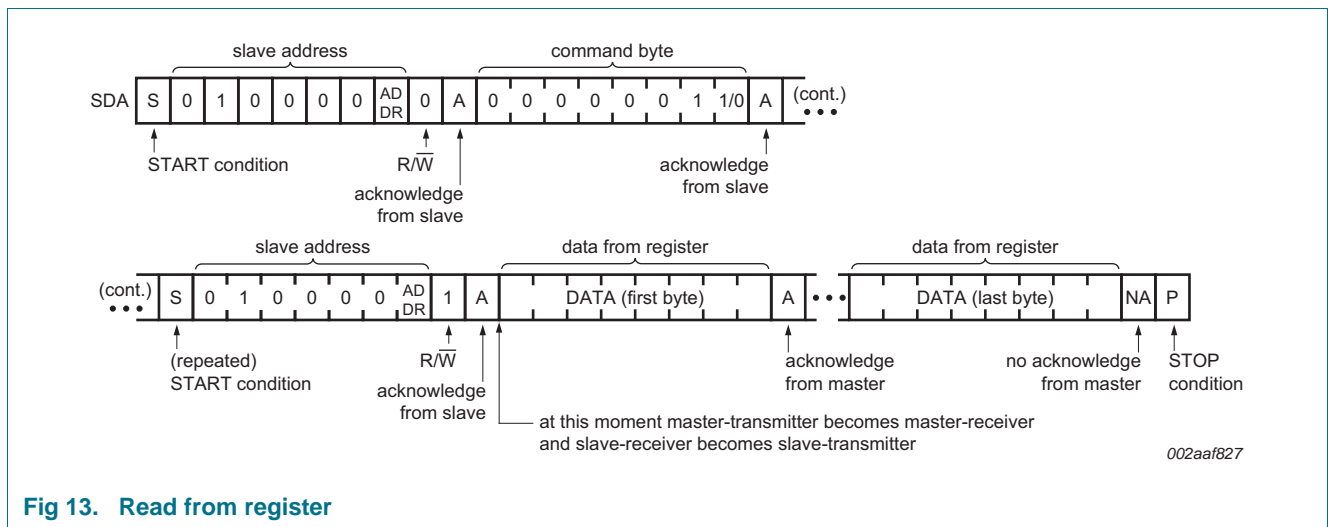 slave address command byte
SDA S 0 1 0 0 0 0 AD DR 0 A 0 0 0 0 0 0 1 1/0 A (cont.)
START condition R/W̅ acknowledge from slave acknowledge from slave
slave address data from register data from register
(cont.) S 0 1 0 0 0 0 AD DR 1 A DATA (first byte) A DATA (last byte) NA P
(repeated) START condition R/W̅ acknowledge from slave acknowledge from master no acknowledge from master STOP condition
at this moment master-transmitter becomes master-receiver
and slave-receiver becomes slave-transmitter
002aaf827
Fig 13. Read from register